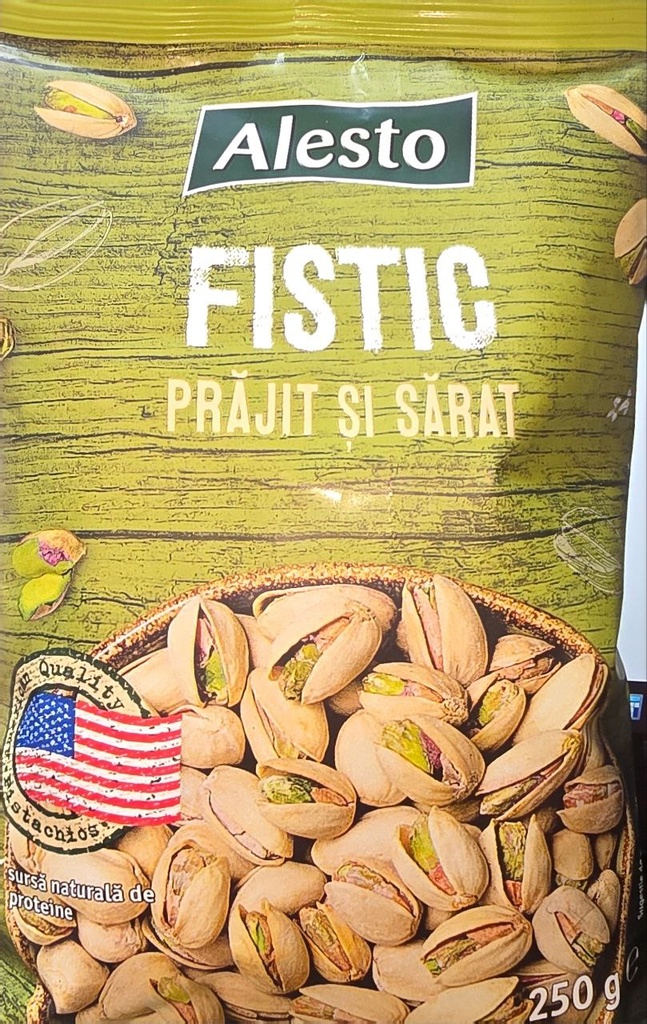 Alesto
FISTIC
PRĂJIT ȘI SĂRAT
Quality
Pistachios
sursă naturală de
proteine
250 g e